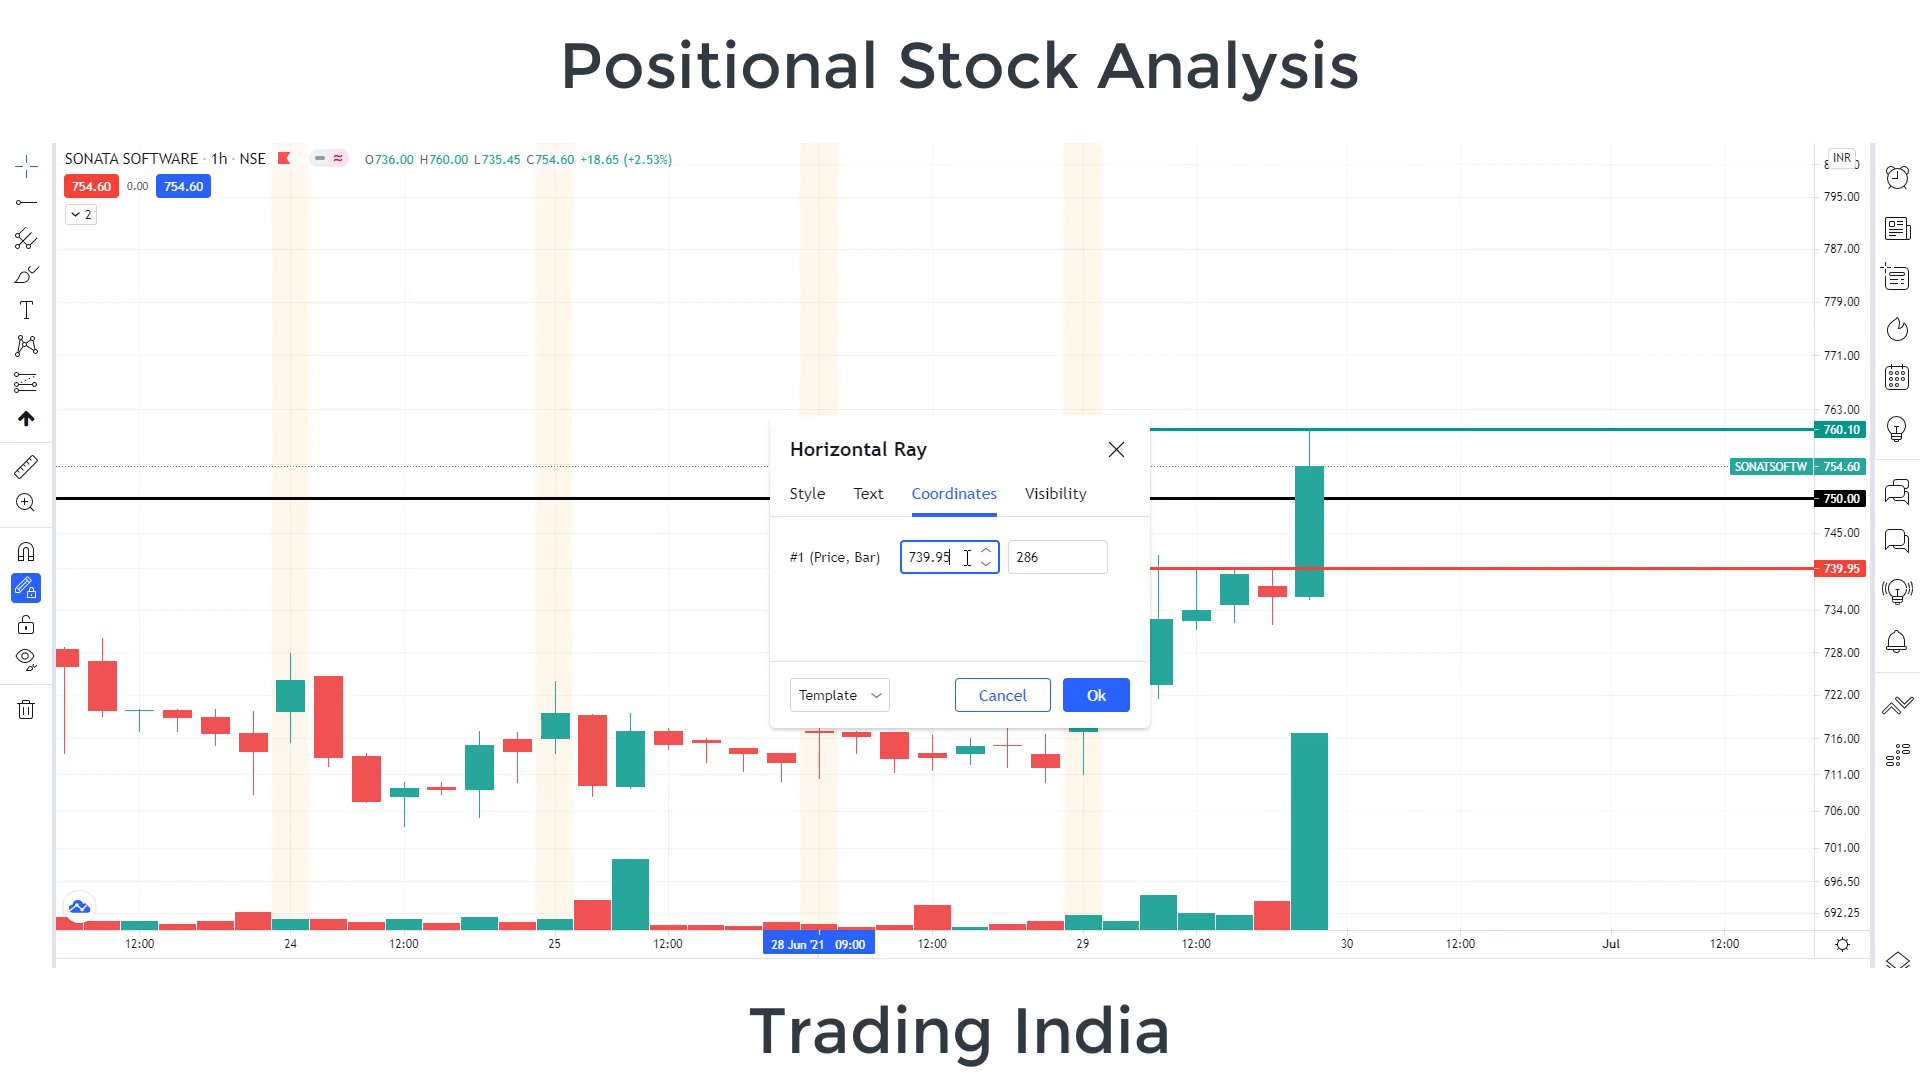 Positional Stock Analysis
SONATA SOFTWARE · 1h · NSE
O736.00 H760.00 L735.45 C754.60 +18.65 (+2.53%)
754.60 0.00 754.60
2
INR
795.00
787.00
779.00
771.00
763.00
760.10
SONATSOFTW 754.60
750.00
745.00
739.95
734.00
728.00
722.00
716.00
711.00
706.00
701.00
696.50
692.25
Horizontal Ray
Style Text Coordinates Visibility
#1 (Price, Bar) 739.95 286
Template Cancel Ok
12:00 24 12:00 25 12:00 28 Jun '21 09:00 12:00 29 12:00 30 12:00 Jul 12:00
Trading India